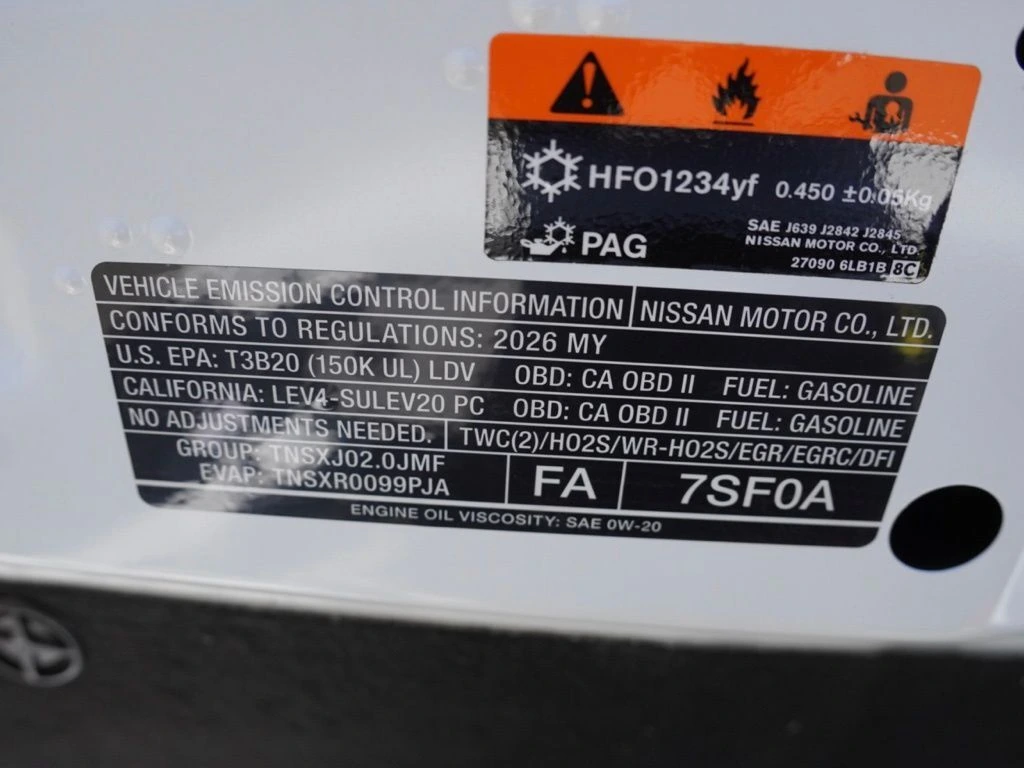 HFO1234yf 0.450 ±0.05Kg
PAG
SAE J639 J2842 J2845
NISSAN MOTOR CO., LTD
27090 6LB1B 8C
VEHICLE EMISSION CONTROL INFORMATION NISSAN MOTOR CO., LTD.
CONFORMS TO REGULATIONS: 2026 MY
U.S. EPA: T3B20 (150K UL) LDV OBD: CA OBD II FUEL: GASOLINE
CALIFORNIA: LEV4-SULEV20 PC OBD: CA OBD II FUEL: GASOLINE
NO ADJUSTMENTS NEEDED. TWC(2)/HO2S/WR-HO2S/EGR/EGRC/DFI
GROUP: TNSXJ02.0JMF
EVAP: TNSXR0099PJA
FA 7SF0A
ENGINE OIL VISCOSITY: SAE 0W-20